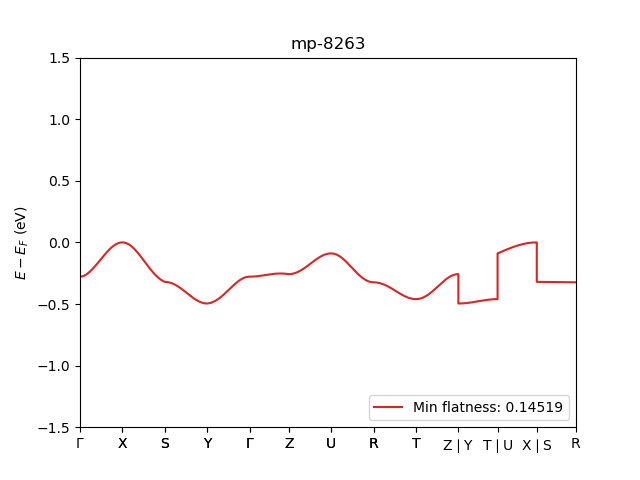 mp-8263
1.5
1.0
0.5
0.0
−0.5
−1.0
−1.5
E − E_F (eV)
Min flatness: 0.14519
Γ X S Y Γ Z U R T Z | Y T | U X | S R